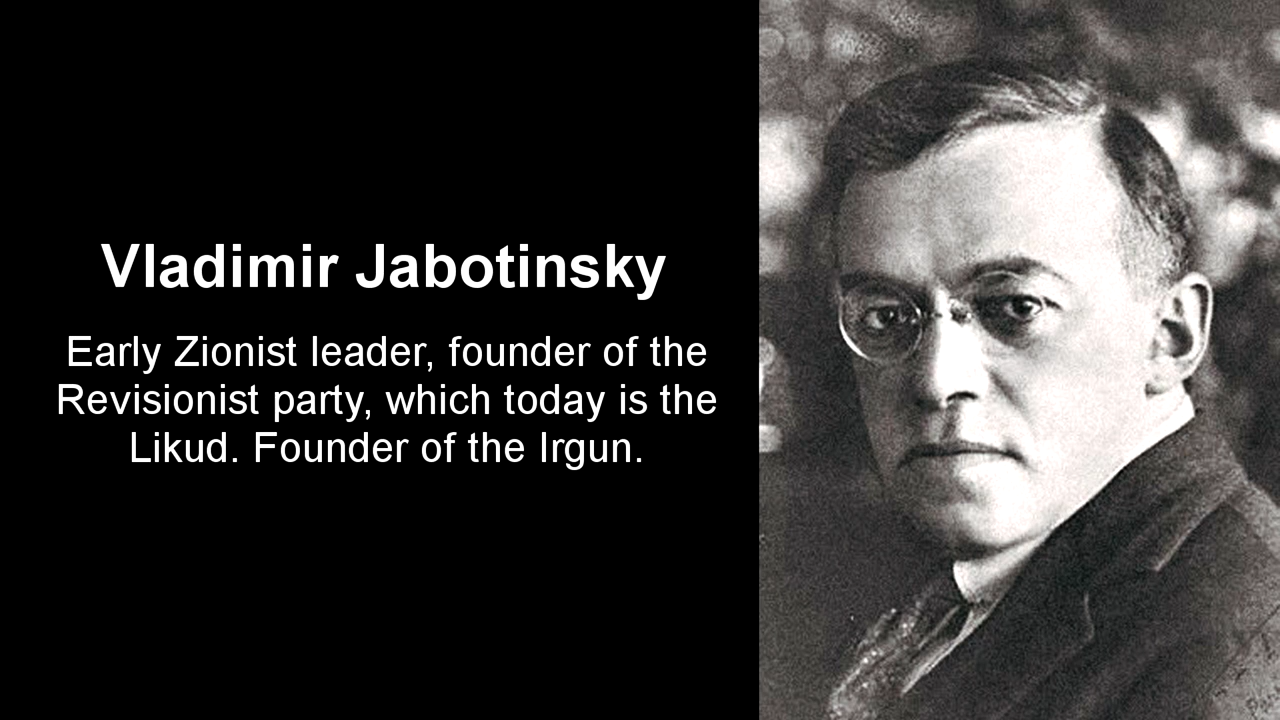 Vladimir Jabotinsky
Early Zionist leader, founder of the
Revisionist party, which today is the
Likud. Founder of the Irgun.